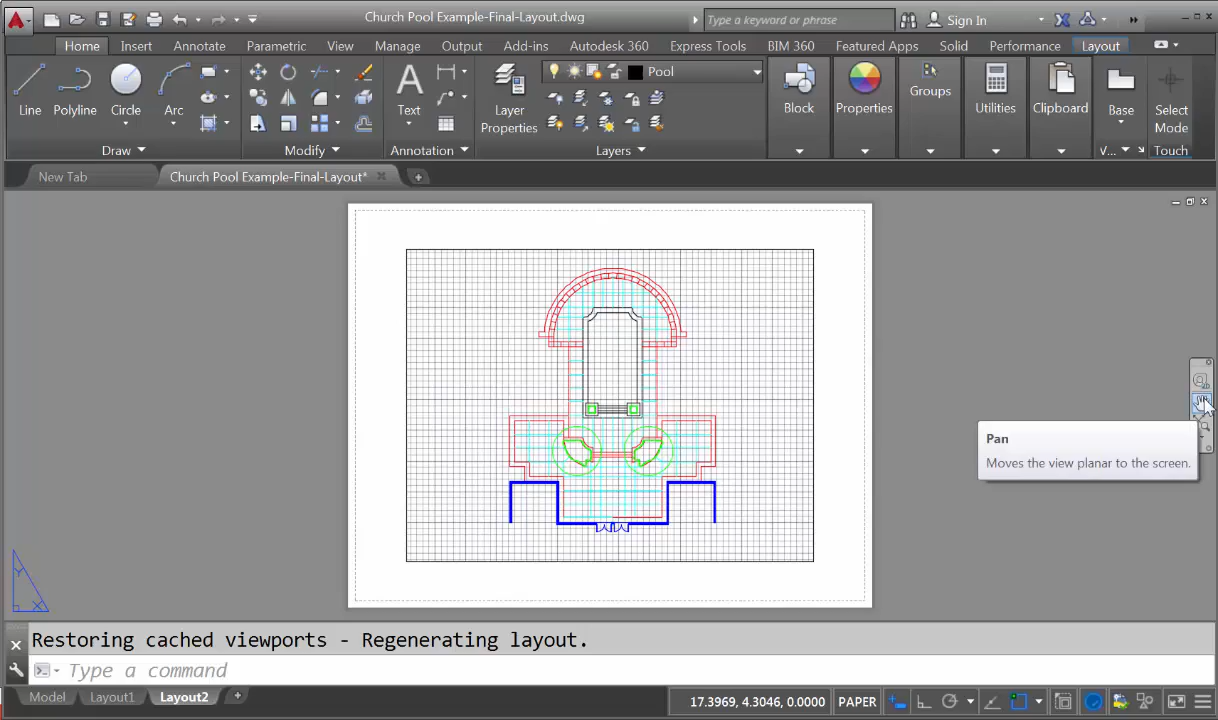 Church Pool Example-Final-Layout.dwg
Type a keyword or phrase
Sign In
Home Insert Annotate Parametric View Manage Output Add-ins Autodesk 360 Express Tools BIM 360 Featured Apps Solid Performance Layout
Line Polyline Circle Arc
Text
Layer
Properties
Pool
Block Properties Groups Utilities Clipboard Base
Select
Mode
Draw Modify Annotation Layers V... Touch
New Tab Church Pool Example-Final-Layout*
Pan
Moves the view planar to the screen.
Y
X
Restoring cached viewports - Regenerating layout.
Type a command
Model Layout1 Layout2
17.3969, 4.3046, 0.0000 PAPER